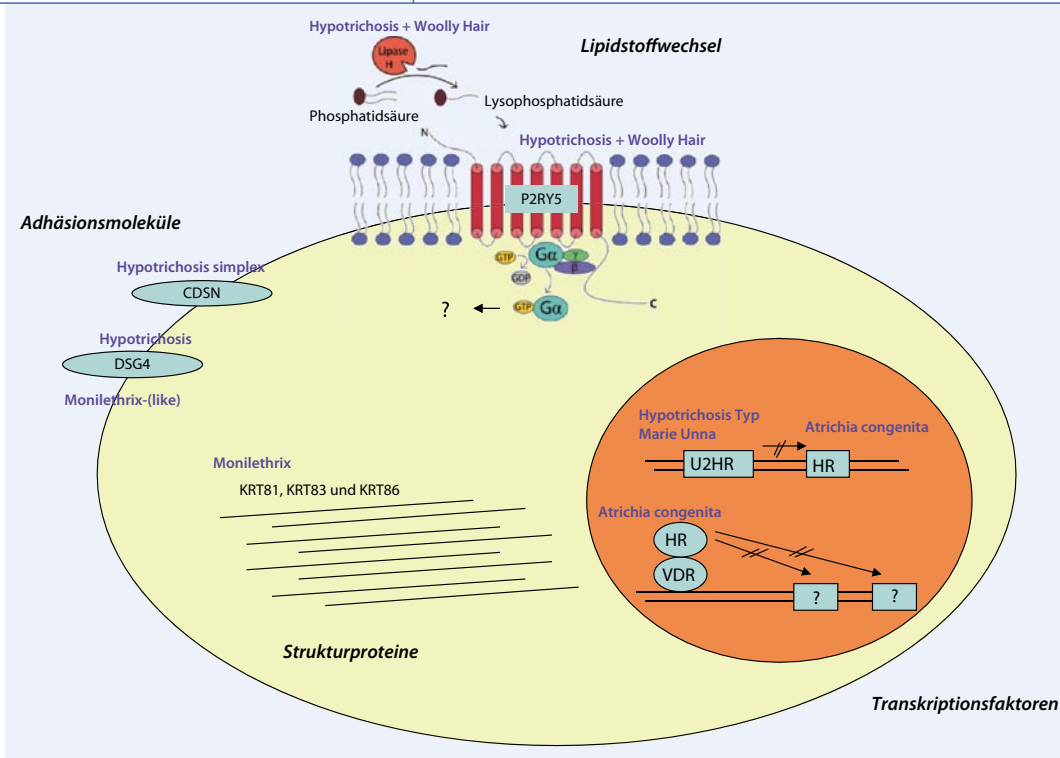 Hypotrichosis + Woolly Hair
Lipidstoffwechsel
Lipase
H
Lysophosphatidsäure
Phosphatidsäure
N
Hypotrichosis + Woolly Hair
P2RY5
Adhäsionsmoleküle
Gα
γ
β
GTP
GDP
Hypotrichosis simplex
CDSN
?
GTP
Gα
C
Hypotrichosis
DSG4
Monilethrix-(like)
Hypotrichosis Typ
Marie Unna
Atrichia congenita
U2HR
HR
Monilethrix
KRT81, KRT83 und KRT86
Atrichia congenita
HR
VDR
?
?
Strukturproteine
Transkriptionsfaktoren